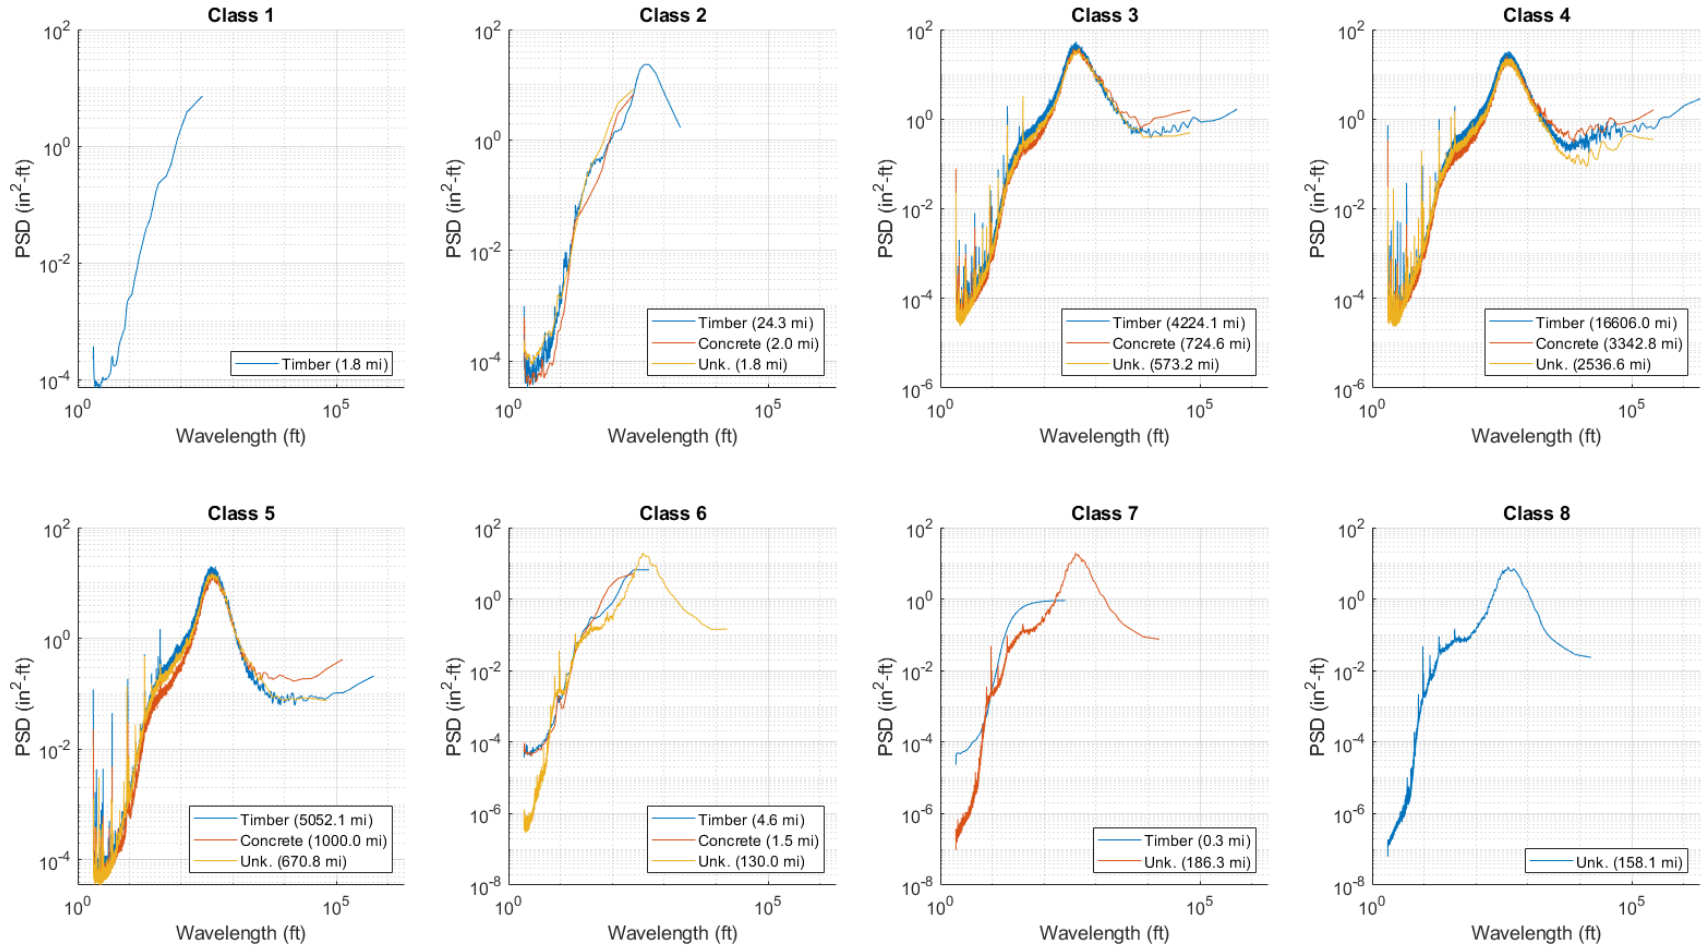 Class 1
10^2
10^0
10^-2
10^-4
PSD (in^2-ft)
Timber (1.8 mi)
10^0
10^5
Wavelength (ft)
Class 2
10^2
10^0
10^-2
10^-4
PSD (in^2-ft)
Timber (24.3 mi)
Concrete (2.0 mi)
Unk. (1.8 mi)
10^0
10^5
Wavelength (ft)
Class 3
10^2
10^0
10^-2
10^-4
10^-6
PSD (in^2-ft)
Timber (4224.1 mi)
Concrete (724.6 mi)
Unk. (573.2 mi)
10^0
10^5
Wavelength (ft)
Class 4
10^2
10^0
10^-2
10^-4
10^-6
PSD (in^2-ft)
Timber (16606.0 mi)
Concrete (3342.8 mi)
Unk. (2536.6 mi)
10^0
10^5
Wavelength (ft)
Class 5
10^2
10^0
10^-2
10^-4
PSD (in^2-ft)
Timber (5052.1 mi)
Concrete (1000.0 mi)
Unk. (670.8 mi)
10^0
10^5
Wavelength (ft)
Class 6
10^2
10^0
10^-2
10^-4
10^-6
10^-8
PSD (in^2-ft)
Timber (4.6 mi)
Concrete (1.5 mi)
Unk. (130.0 mi)
10^0
10^5
Wavelength (ft)
Class 7
10^2
10^0
10^-2
10^-4
10^-6
10^-8
PSD (in^2-ft)
Timber (0.3 mi)
Unk. (186.3 mi)
10^0
10^5
Wavelength (ft)
Class 8
10^2
10^0
10^-2
10^-4
10^-6
10^-8
PSD (in^2-ft)
Unk. (158.1 mi)
10^0
10^5
Wavelength (ft)